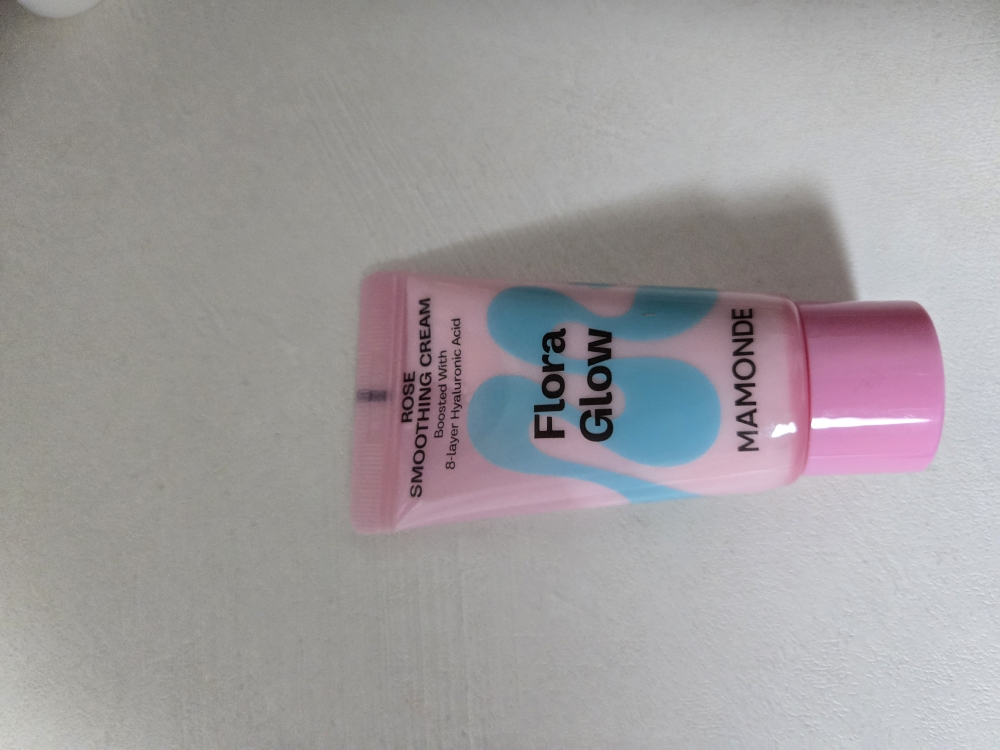 ROSE
SMOOTHING CREAM
Boosted With
8-layer Hyaluronic Acid
Flora
Glow
MAMONDE